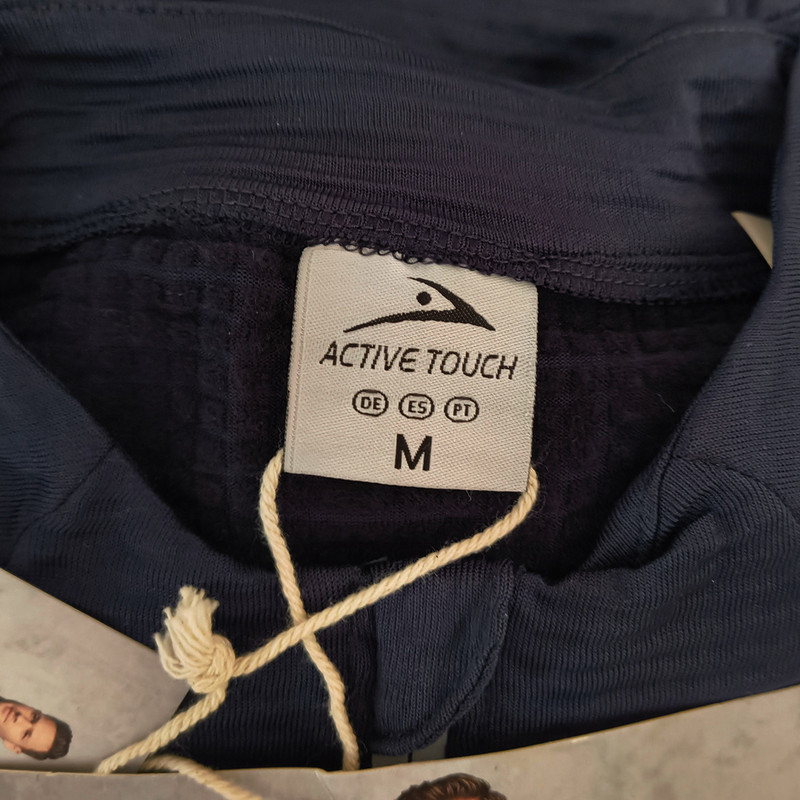 ACTIVE TOUCH
DE ES PT
M